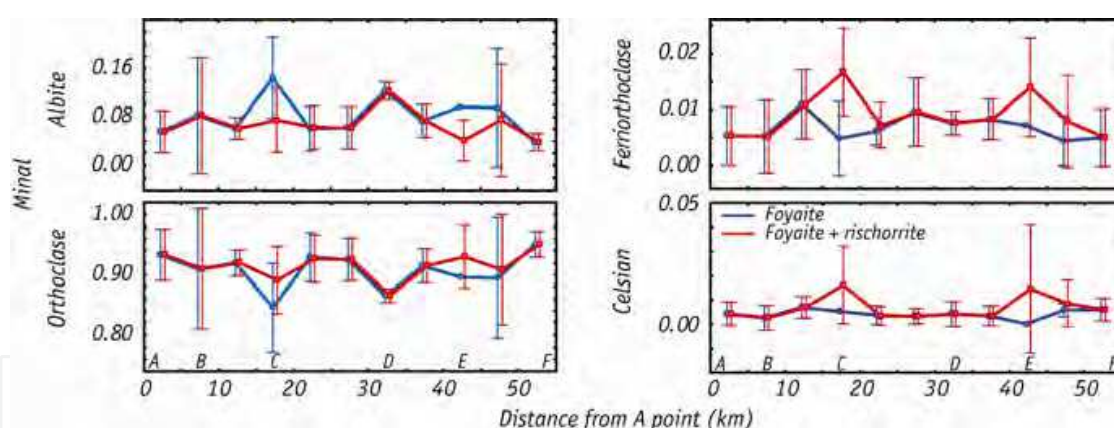 Minal
Albite
0.16
0.08
0.00
Orthoclase
1.00
0.90
0.80
A B C D E F
0 10 20 30 40 50
Ferriorthoclase
0.02
0.01
0.00
Celsian
0.05
0.00
Foyaite
Foyaite + rischorrite
A B C D E F
0 10 20 30 40 50
Distance from A point (km)